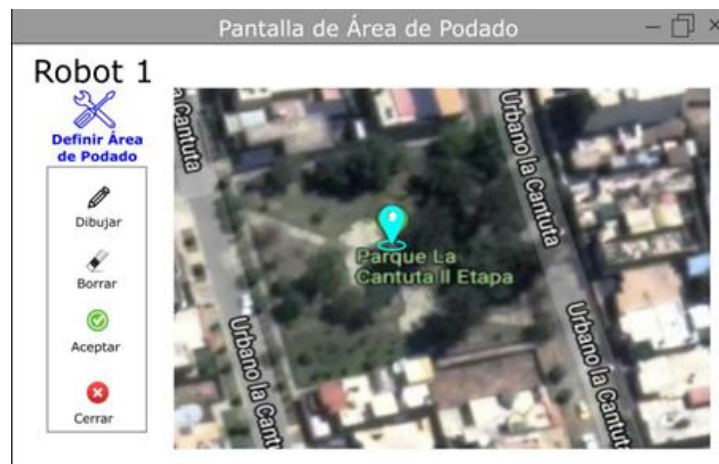 Pantalla de Área de Podado
Robot 1
Definir Área
de Podado
Dibujar
Borrar
Aceptar
Cerrar
Cantuta
Urbano la Cantuta
Parque La
Cantuta II Etapa
Urbano la Cant
Urbano la Cantut